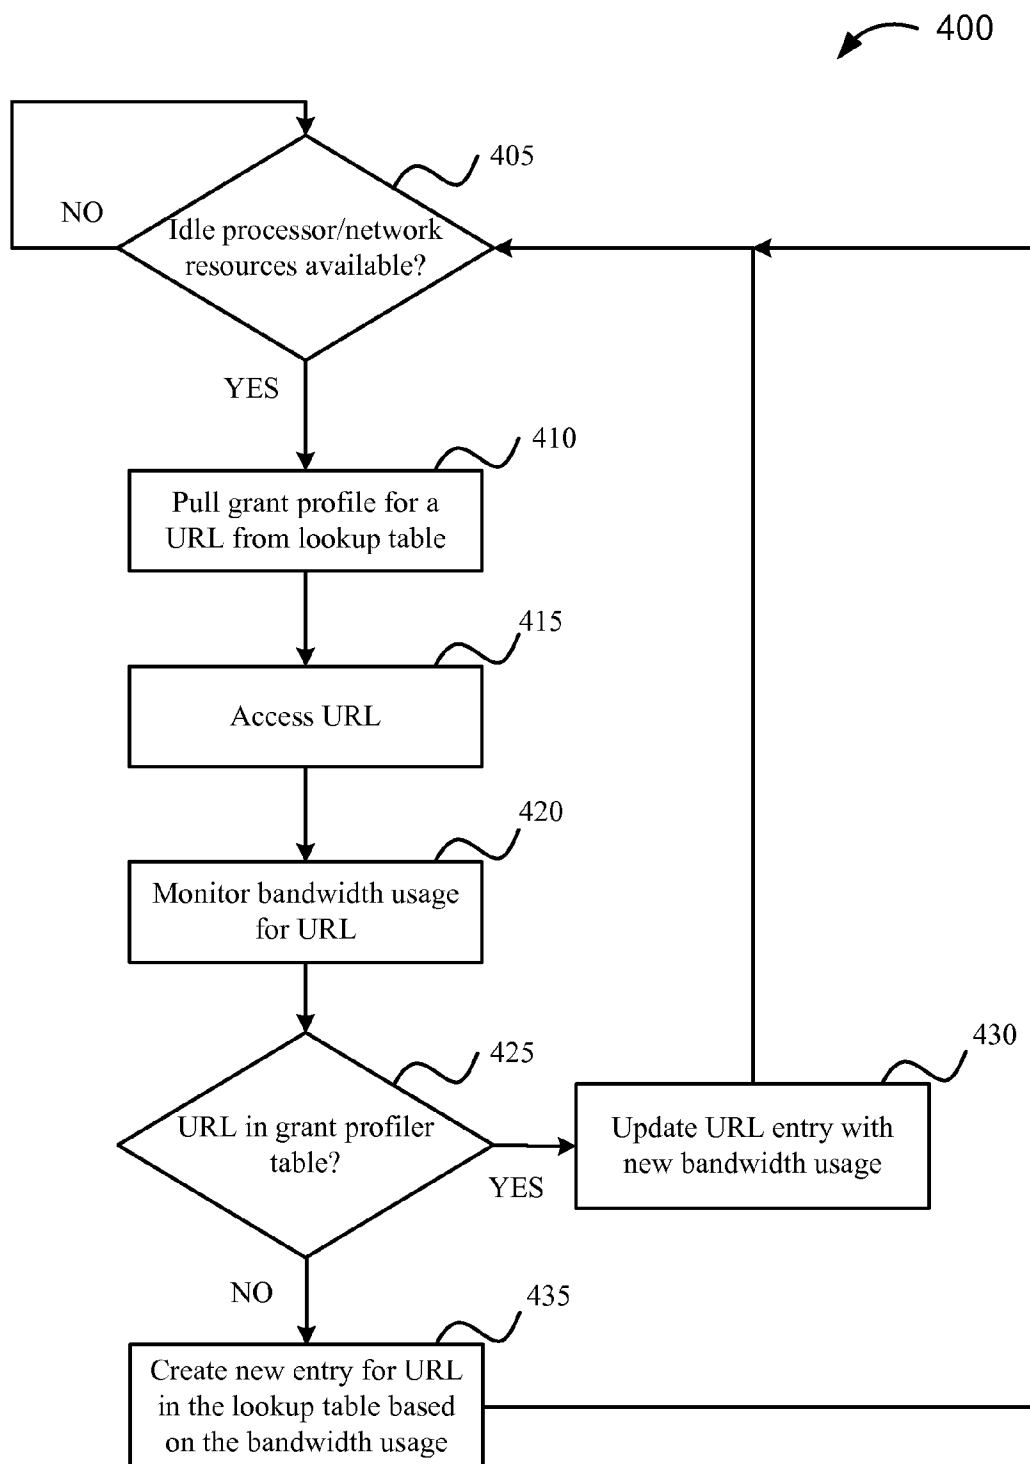 400
405
NO
Idle processor/network
resources available?
YES
410
Pull grant profile for a
URL from lookup table
415
Access URL
420
Monitor bandwidth usage
for URL
425
URL in grant profiler
table?
YES
430
Update URL entry with
new bandwidth usage
NO
435
Create new entry for URL
in the lookup table based
on the bandwidth usage